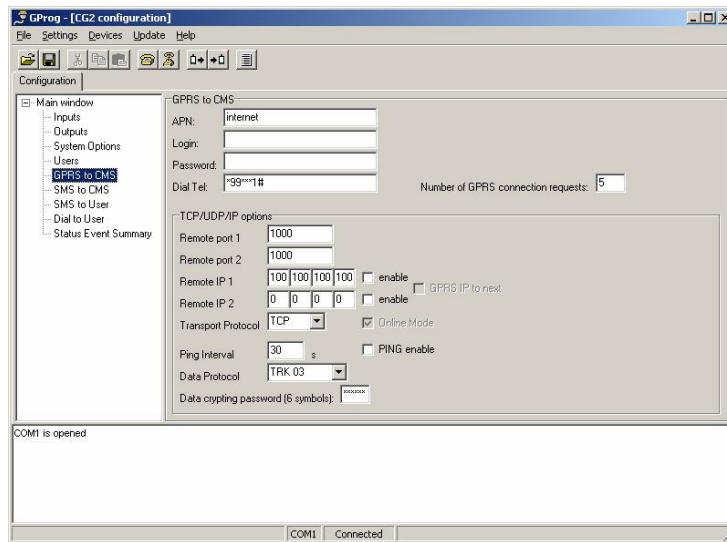 GProg - [CG2 configuration]
File Settings Devices Update Help
Configuration
Main window
Inputs
Outputs
System Options
Users
GPRS to CMS
SMS to CMS
SMS to User
Dial to User
Status Event Summary
GPRS to CMS
APN: internet
Login:
Password:
Dial Tel: *99***1# Number of GPRS connection requests: 5
TCP/UDP/IP options
Remote port 1 1000
Remote port 2 1000
Remote IP 1 100 100 100 100 enable
GPRS IP to next
Remote IP 2 0 0 0 0 enable
Transport Protocol TCP Online Mode
Ping Interval 30 s PING enable
Data Protocol TRK 03
Data crypting password (6 symbols): ××××××
COM1 is opened
COM1 Connected